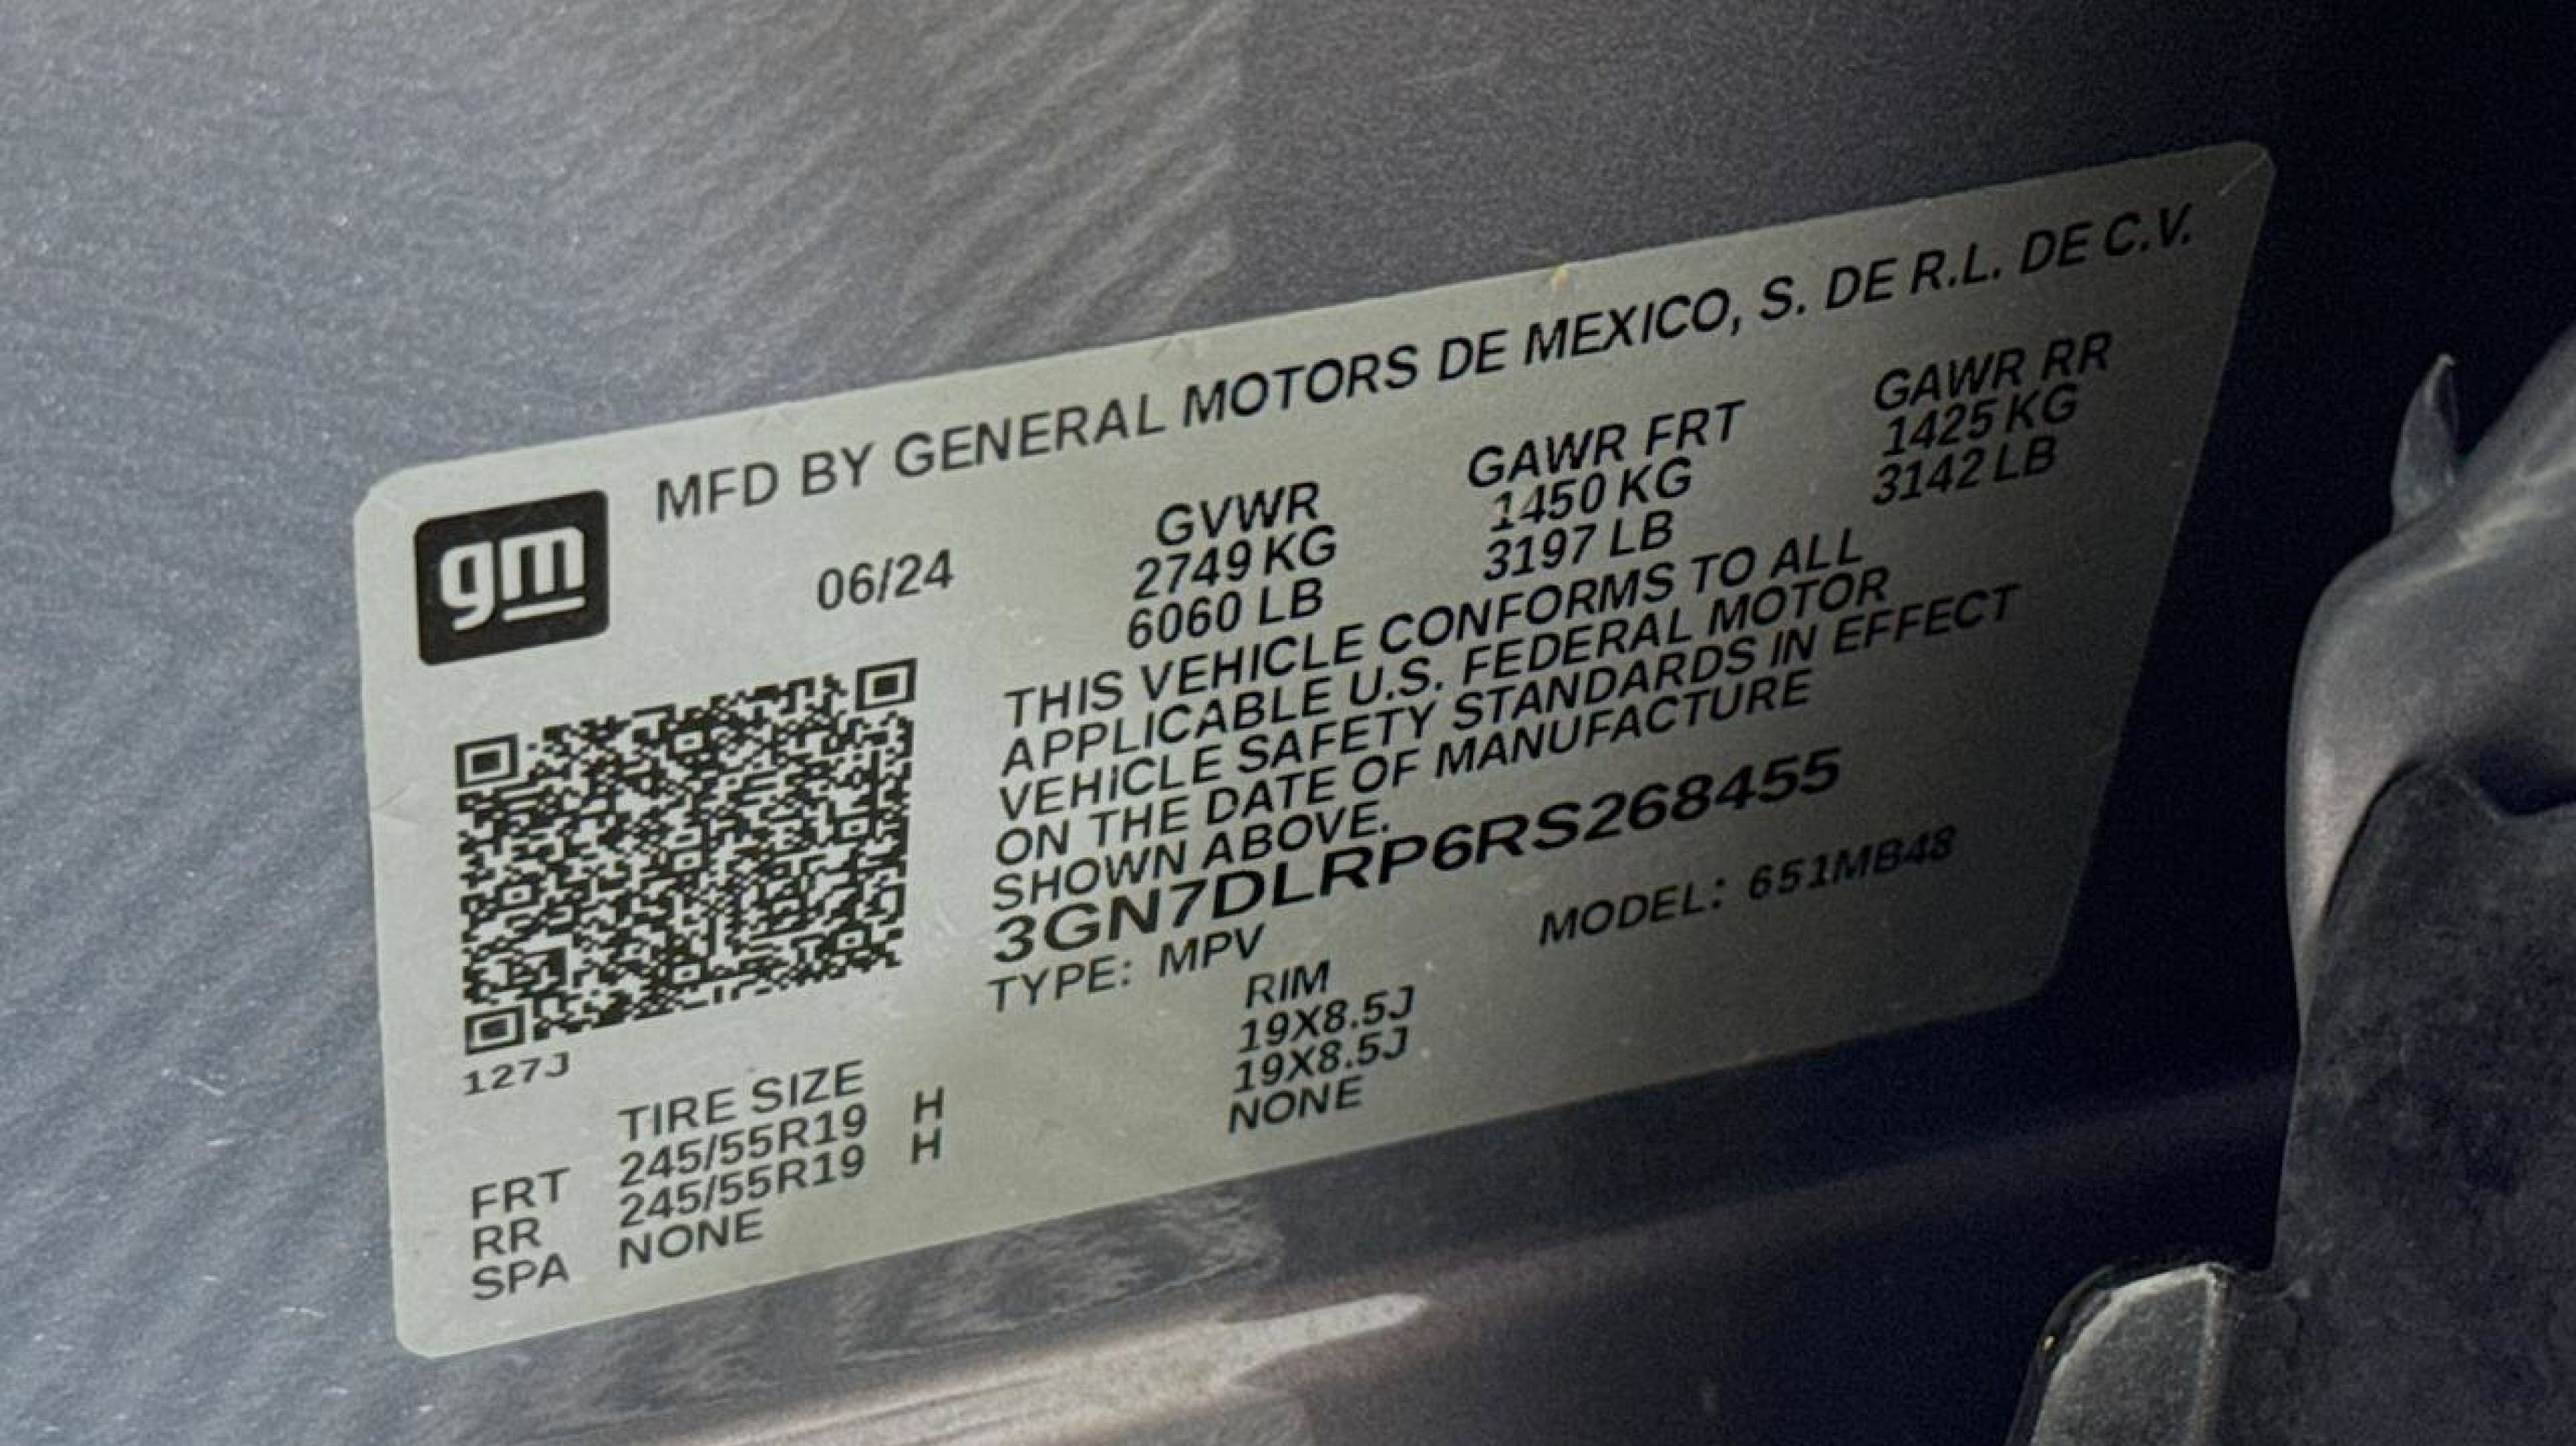 gm
MFD BY GENERAL MOTORS DE MEXICO, S. DE R.L. DE C.V.
06/24
GVWR GAWR FRT GAWR RR
2749 KG 1450 KG 1425 KG
6060 LB 3197 LB 3142 LB
THIS VEHICLE CONFORMS TO ALL
APPLICABLE U.S. FEDERAL MOTOR
VEHICLE SAFETY STANDARDS IN EFFECT
ON THE DATE OF MANUFACTURE
SHOWN ABOVE.
3GN7DLRP6RS268455
TYPE: MPV MODEL: 651MB48
127J
TIRE SIZE RIM
FRT 245/55R19 H 19X8.5J
RR 245/55R19 H 19X8.5J
SPA NONE NONE